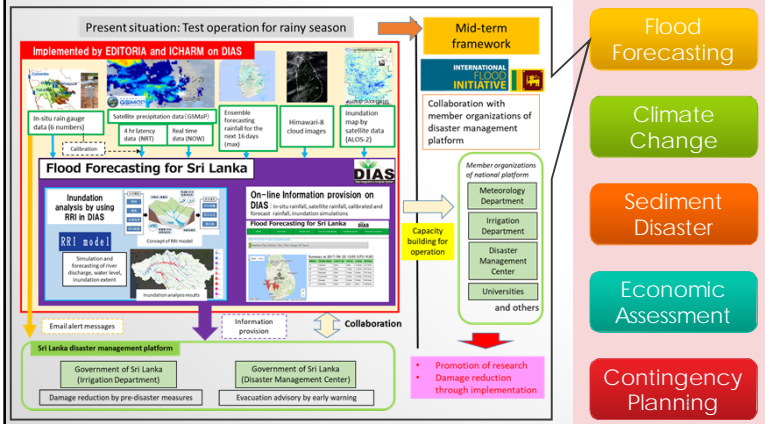 Present situation: Test operation for rainy season
Mid-term
framework
Implemented by EDITORIA and ICHARM on DIAS
GSMaP
INTERNATIONAL
FLOOD
INITIATIVE
In-situ rain gauge
data (6 numbers)
Satellite precipitation data (GSMaP)
4 hr latency
data (NRT)
Real time
data (NOW)
Ensemble
forecasting
rainfall for the
next 16 days
(max)
Himawari-8
cloud images
Inundation
map by
satellite data
(ALOS-2)
Calibration
Collaboration with
member organizations of
disaster management
platform
Flood Forecasting for Sri Lanka
DIAS
Inundation
analysis by using
RRI in DIAS
RRI model
Concept of RRI model
Simulation
and forecasting of river
discharge, water level,
inundation extent
Inundation analysis results
On-line Information provision on
DIAS : In-situ rainfall, satellite rainfall, calibrated and
forecast rainfall, inundation simulations
Flood Forecasting for Sri Lanka
Capacity
building for
operation
Member organizations
of national platform
Meteorology
Department
Irrigation
Department
Disaster
Management
Center
Universities
and others
Email alert messages
Information
provision
Collaboration
Sri Lanka disaster management platform
Government of Sri Lanka
(Irrigation Department)
Government of Sri Lanka
(Disaster Management Center)
Damage reduction by pre-disaster measures
Evacuation advisory by early warning
• Promotion of research
• Damage reduction
through implementation
Flood
Forecasting
Climate
Change
Sediment
Disaster
Economic
Assessment
Contingency
Planning